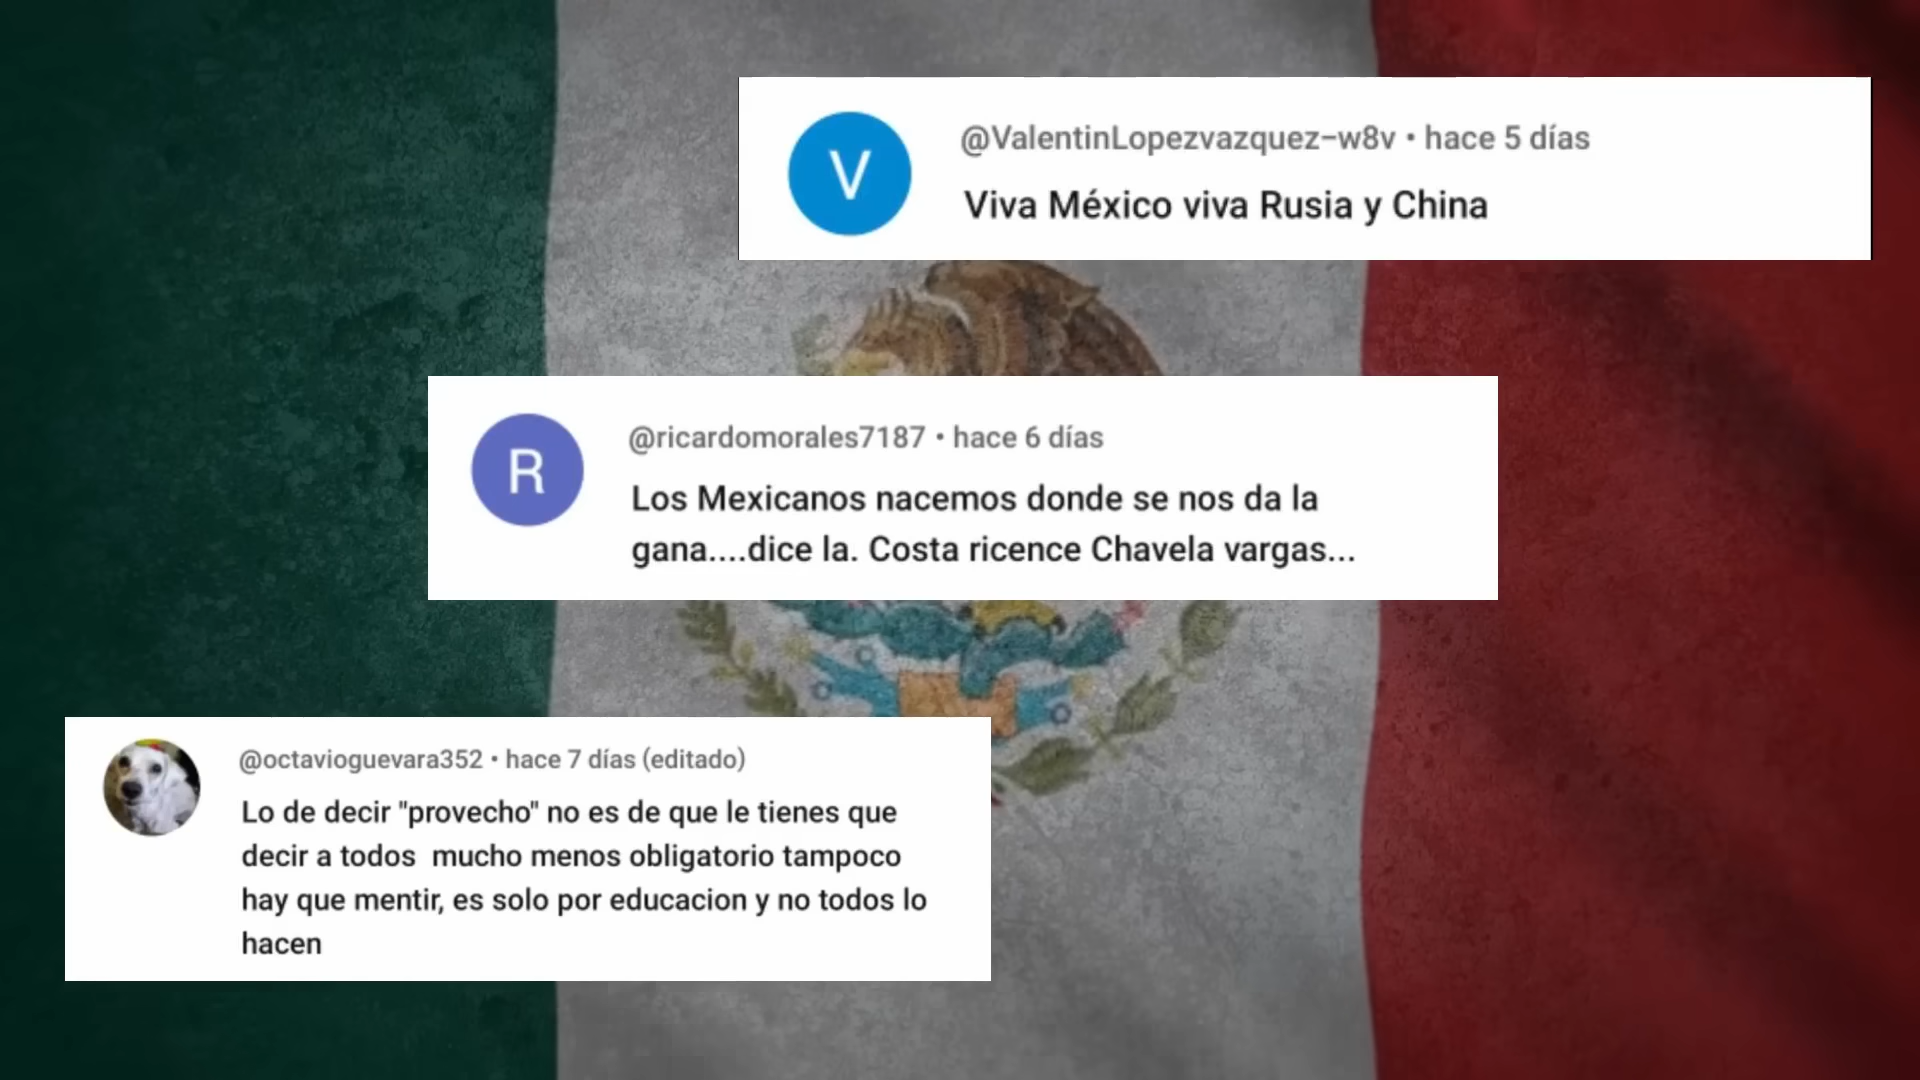 V
@ValentinLopezvazquez-w8v • hace 5 días
Viva México viva Rusia y China
R
@ricardomorales7187 • hace 6 días
Los Mexicanos nacemos donde se nos da la
gana....dice la. Costa ricence Chavela vargas...
@octavioguevara352 • hace 7 días (editado)
Lo de decir "provecho" no es de que le tienes que
decir a todos  mucho menos obligatorio tampoco
hay que mentir, es solo por educacion y no todos lo
hacen